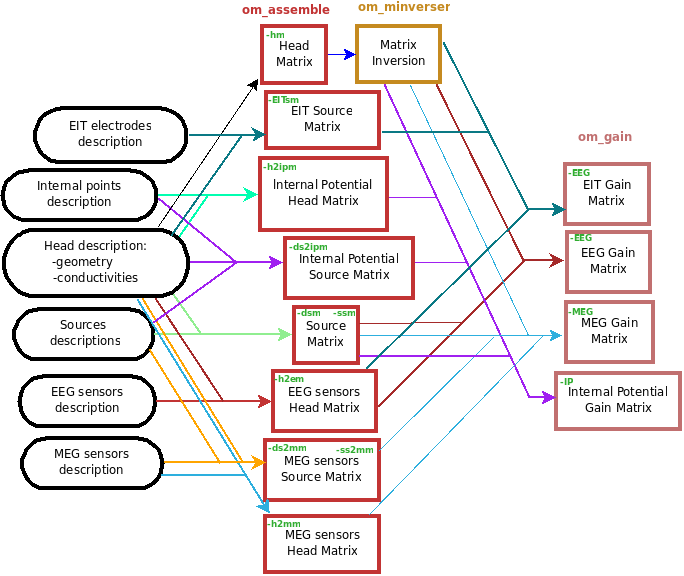 om_assemble
om_minverser
-hm
Head
Matrix
Matrix
Inversion
-EITsm
EIT Source
Matrix
EIT electrodes
description
om_gain
-h2ipm
Internal Potential
Head Matrix
Internal points
description
-EEG
EIT Gain
Matrix
Head description:
-geometry
-conductivities
-ds2ipm
Internal Potential
Source Matrix
-EEG
EEG Gain
Matrix
Sources
descriptions
-dsm -ssm
Source
Matrix
-MEG
MEG Gain
Matrix
EEG sensors
description
-h2em
EEG sensors
Head Matrix
-IP
Internal Potential
Gain Matrix
MEG sensors
description
-ds2mm -ss2mm
MEG sensors
Source Matrix
-h2mm
MEG sensors
Head Matrix